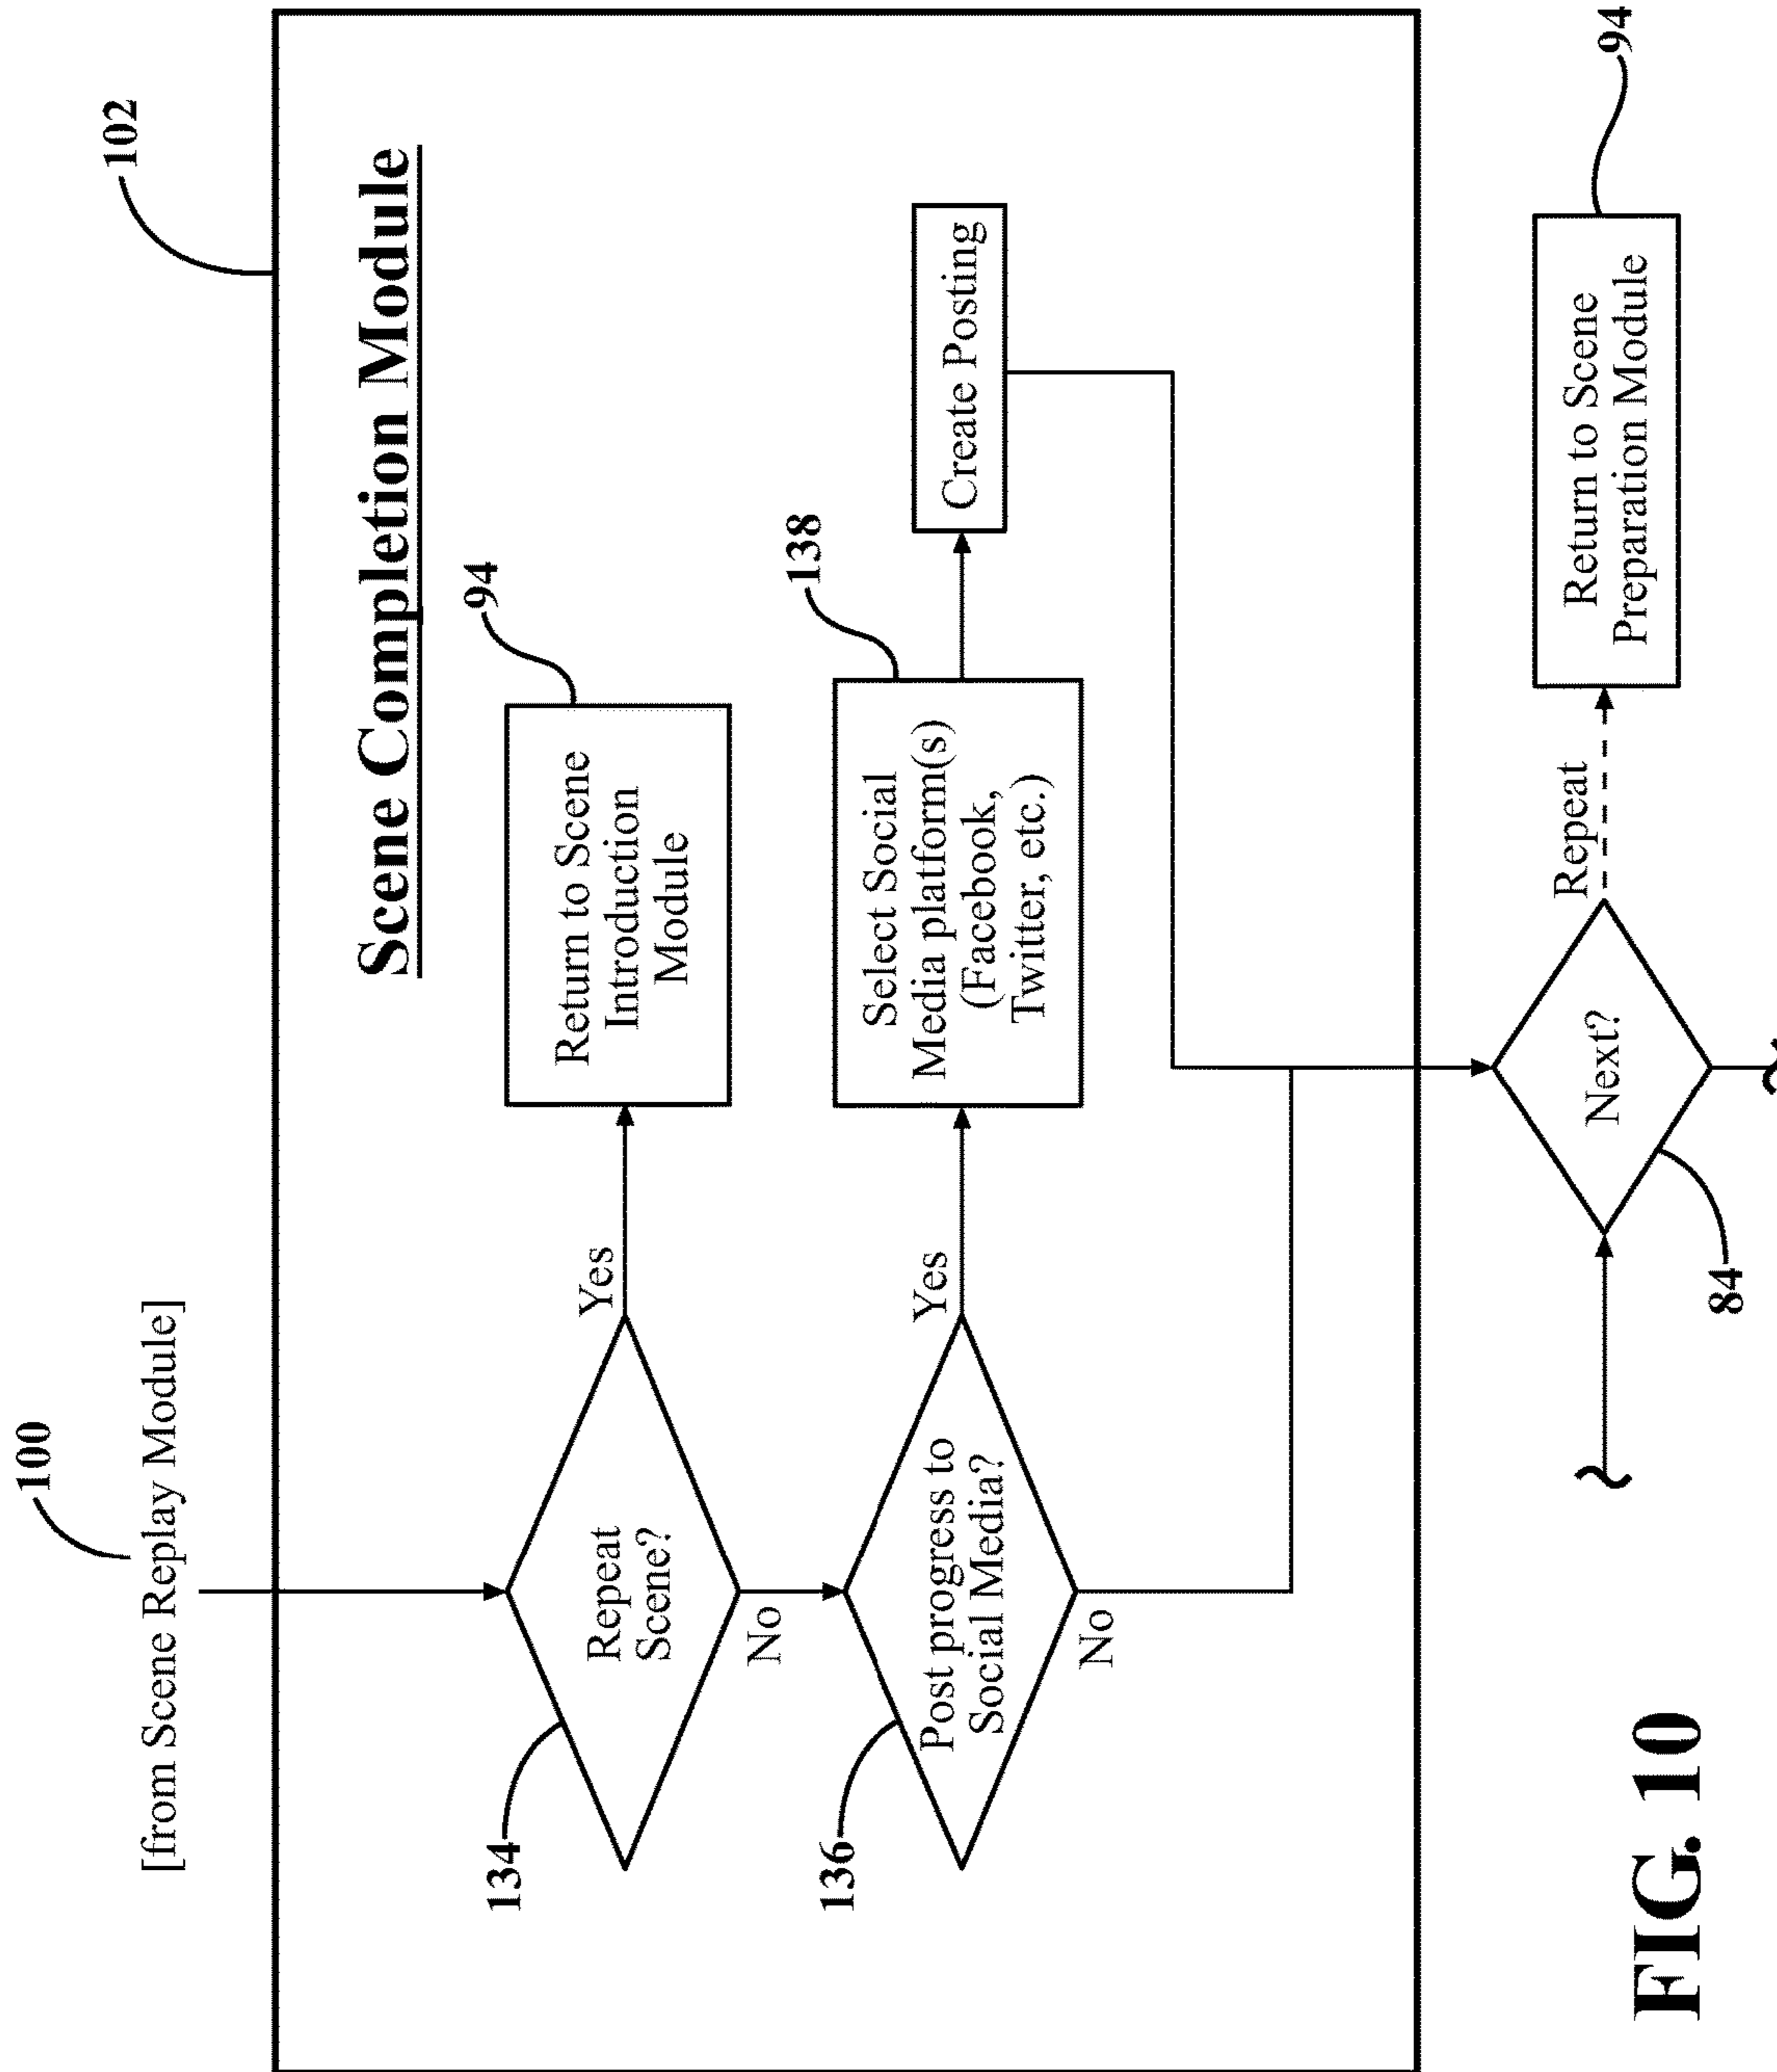 100
[from Scene Replay Module]
102
Scene Completion Module
134
Repeat
Scene?
Yes
94
Return to Scene
Introduction
Module
No
136
Post progress to
Social Media?
Yes
138
Select Social
Media platform(s)
(Facebook,
Twitter, etc.)
Create Posting
No
84
Next?
Repeat
94
Return to Scene
Preparation Module
FIG. 10